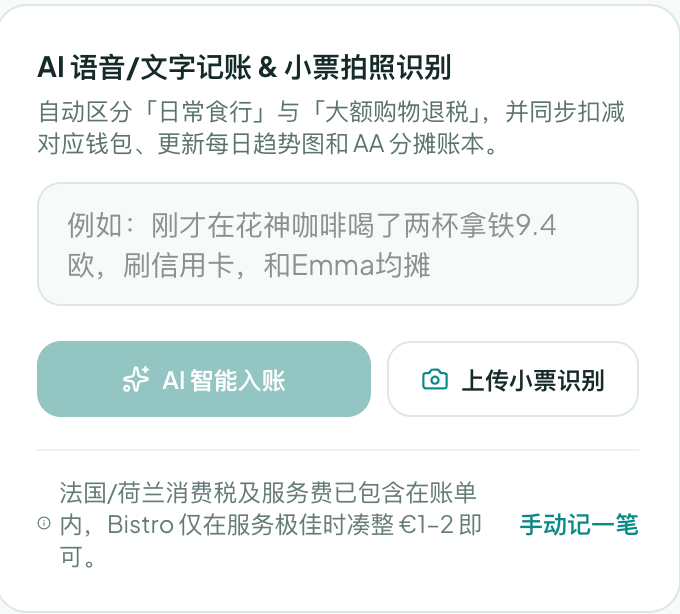 AI 语音/文字记账 & 小票拍照识别
自动区分「日常食行」与「大额购物退税」，并同步扣减
对应钱包、更新每日趋势图和 AA 分摊账本。
例如：刚才在花神咖啡喝了两杯拿铁9.4
欧，刷信用卡，和Emma均摊
AI 智能入账
上传小票识别
法国/荷兰消费税及服务费已包含在账单
内，Bistro 仅在服务极佳时凑整 €1-2 即
可。
手动记一笔